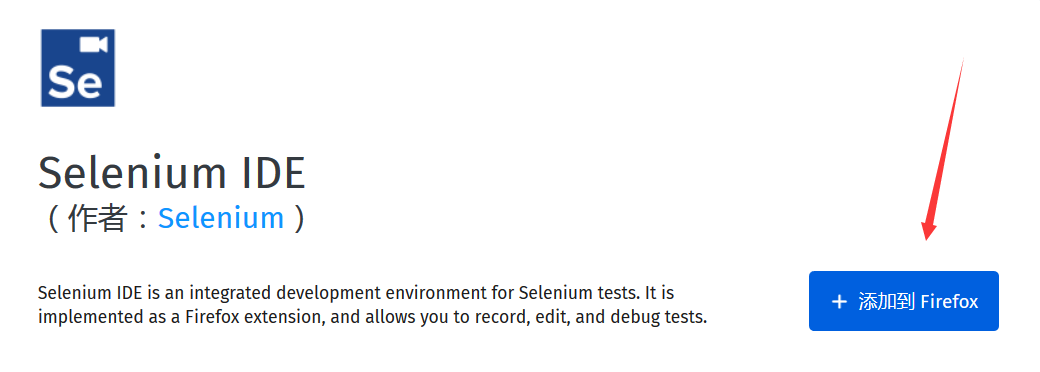 Se
Selenium IDE
（作者：Selenium）
Selenium IDE is an integrated development environment for Selenium tests. It is
implemented as a Firefox extension, and allows you to record, edit, and debug tests.
+ 添加到 Firefox